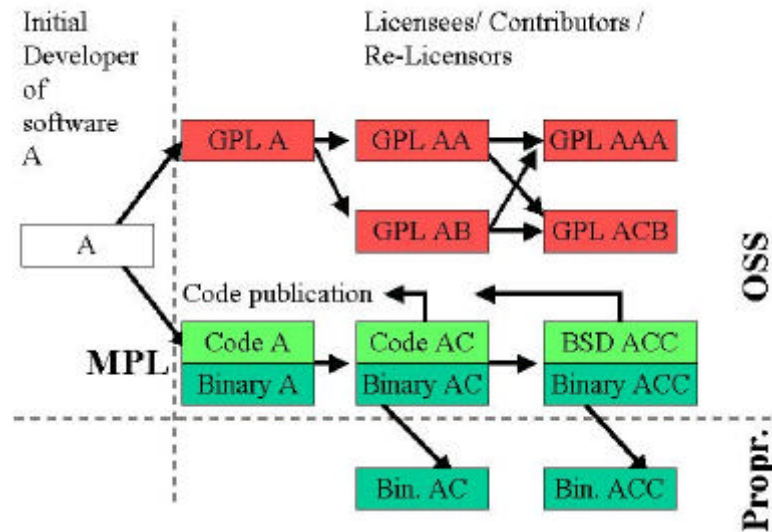 Initial
Developer
of
software
A
Licensees/ Contributors /
Re-Licensors
GPL A
GPL AA
GPL AAA
A
GPL AB
GPL ACB
OSS
Code publication
MPL
Code A
Code AC
BSD ACC
Binary A
Binary AC
Binary ACC
Bin. AC
Bin. ACC
Propr.